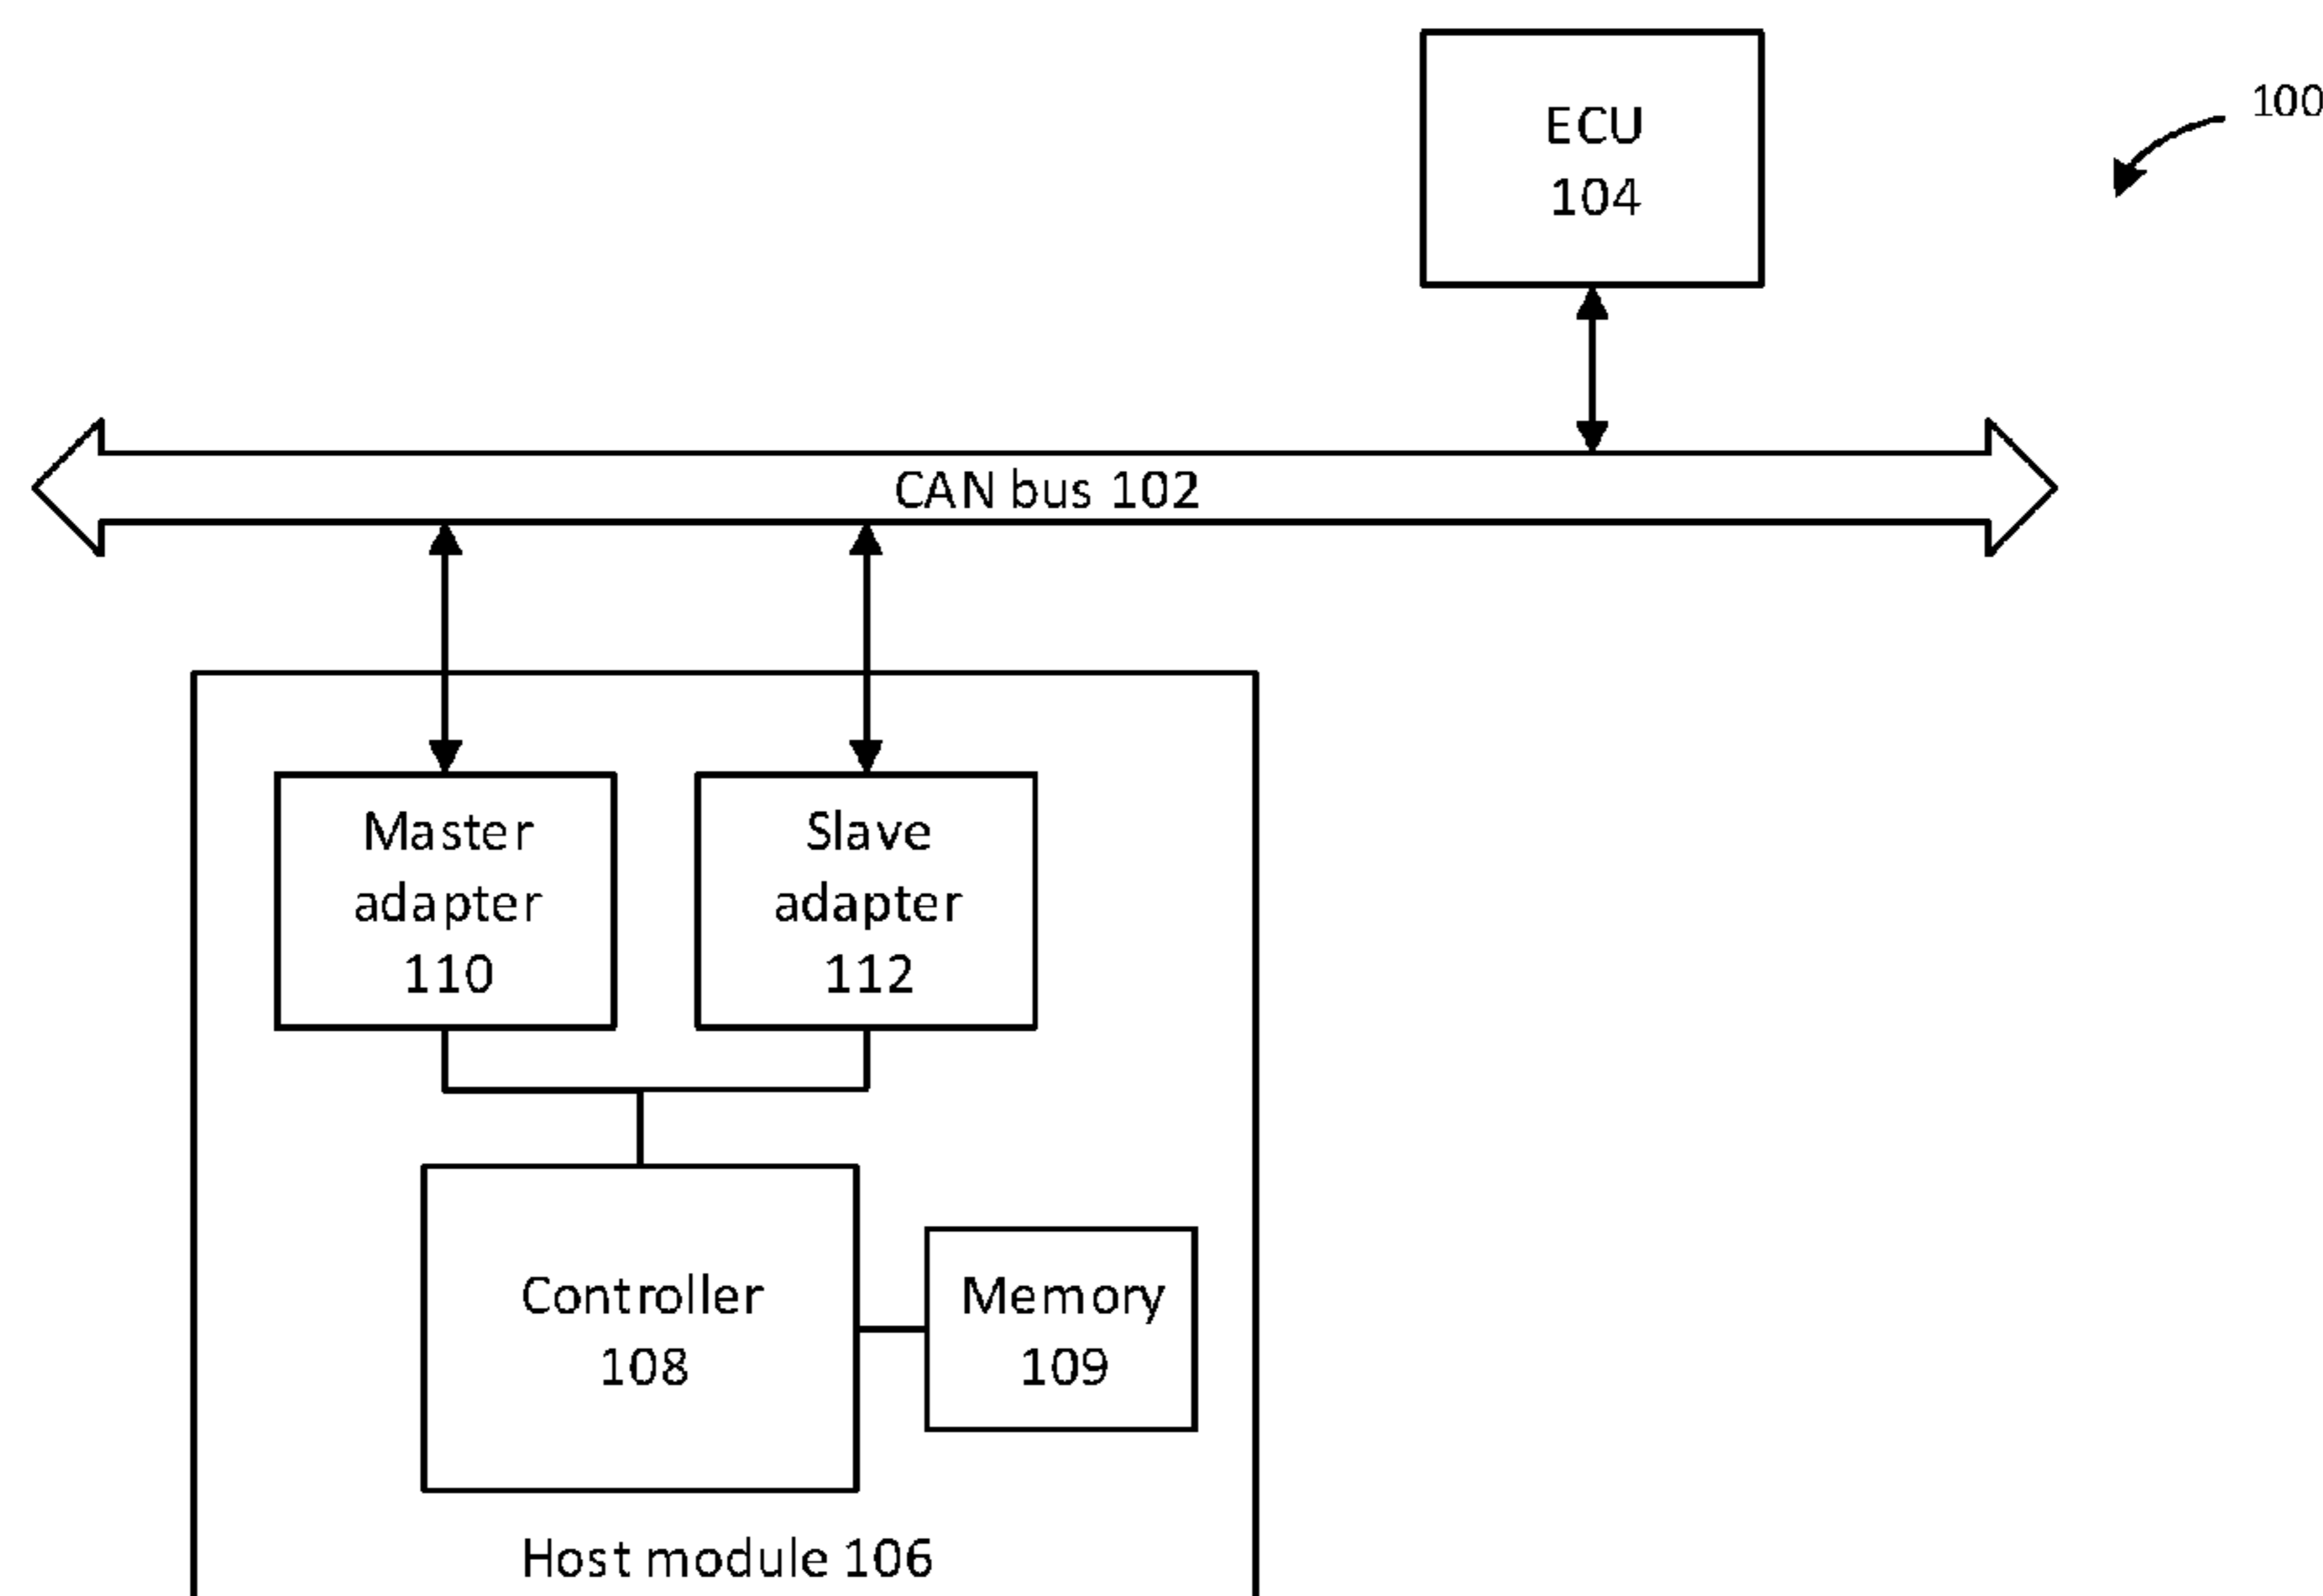 ECU
104
100
CAN bus 102
Master
adapter
110
Slave
adapter
112
Controller
108
Memory
109
Host module 106